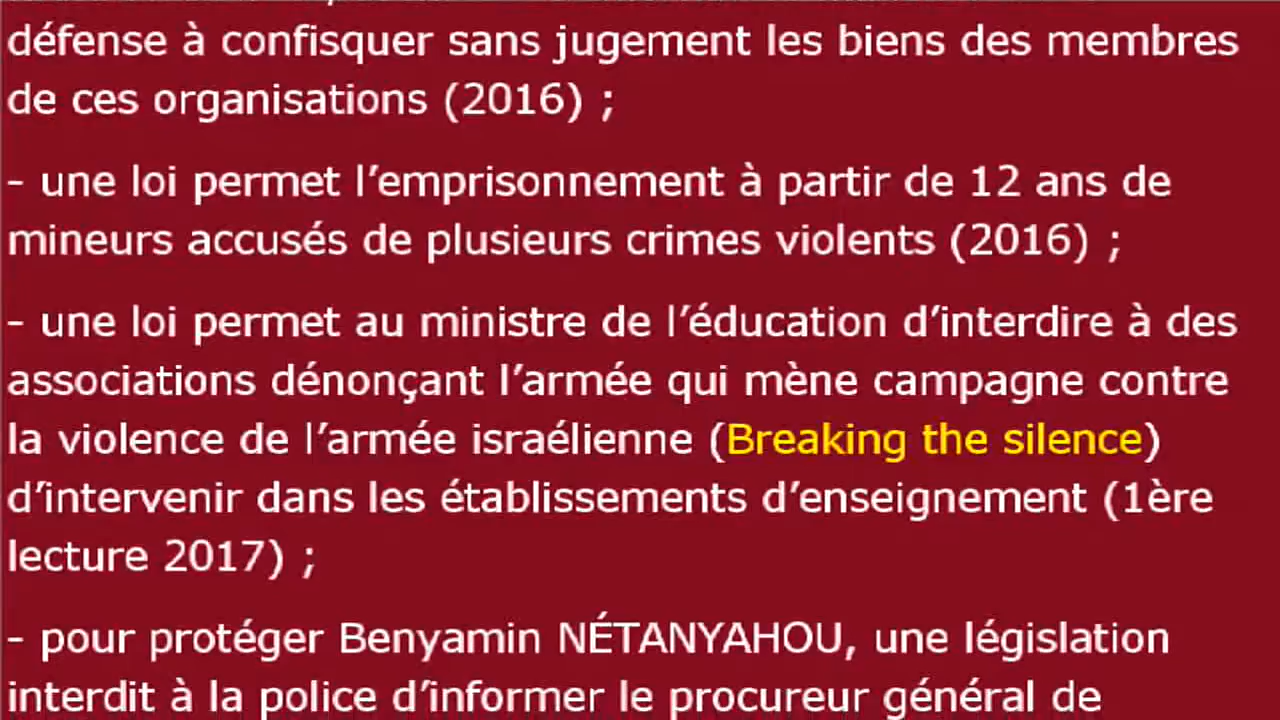 défense à confisquer sans jugement les biens des membres
de ces organisations (2016) ;
- une loi permet l’emprisonnement à partir de 12 ans de
mineurs accusés de plusieurs crimes violents (2016) ;
- une loi permet au ministre de l’éducation d’interdire à des
associations dénonçant l’armée qui mène campagne contre
la violence de l’armée israélienne (Breaking the silence)
d’intervenir dans les établissements d’enseignement (1ère
lecture 2017) ;
- pour protéger Benyamin NÉTANYAHOU, une législation
interdit à la police d’informer le procureur général de